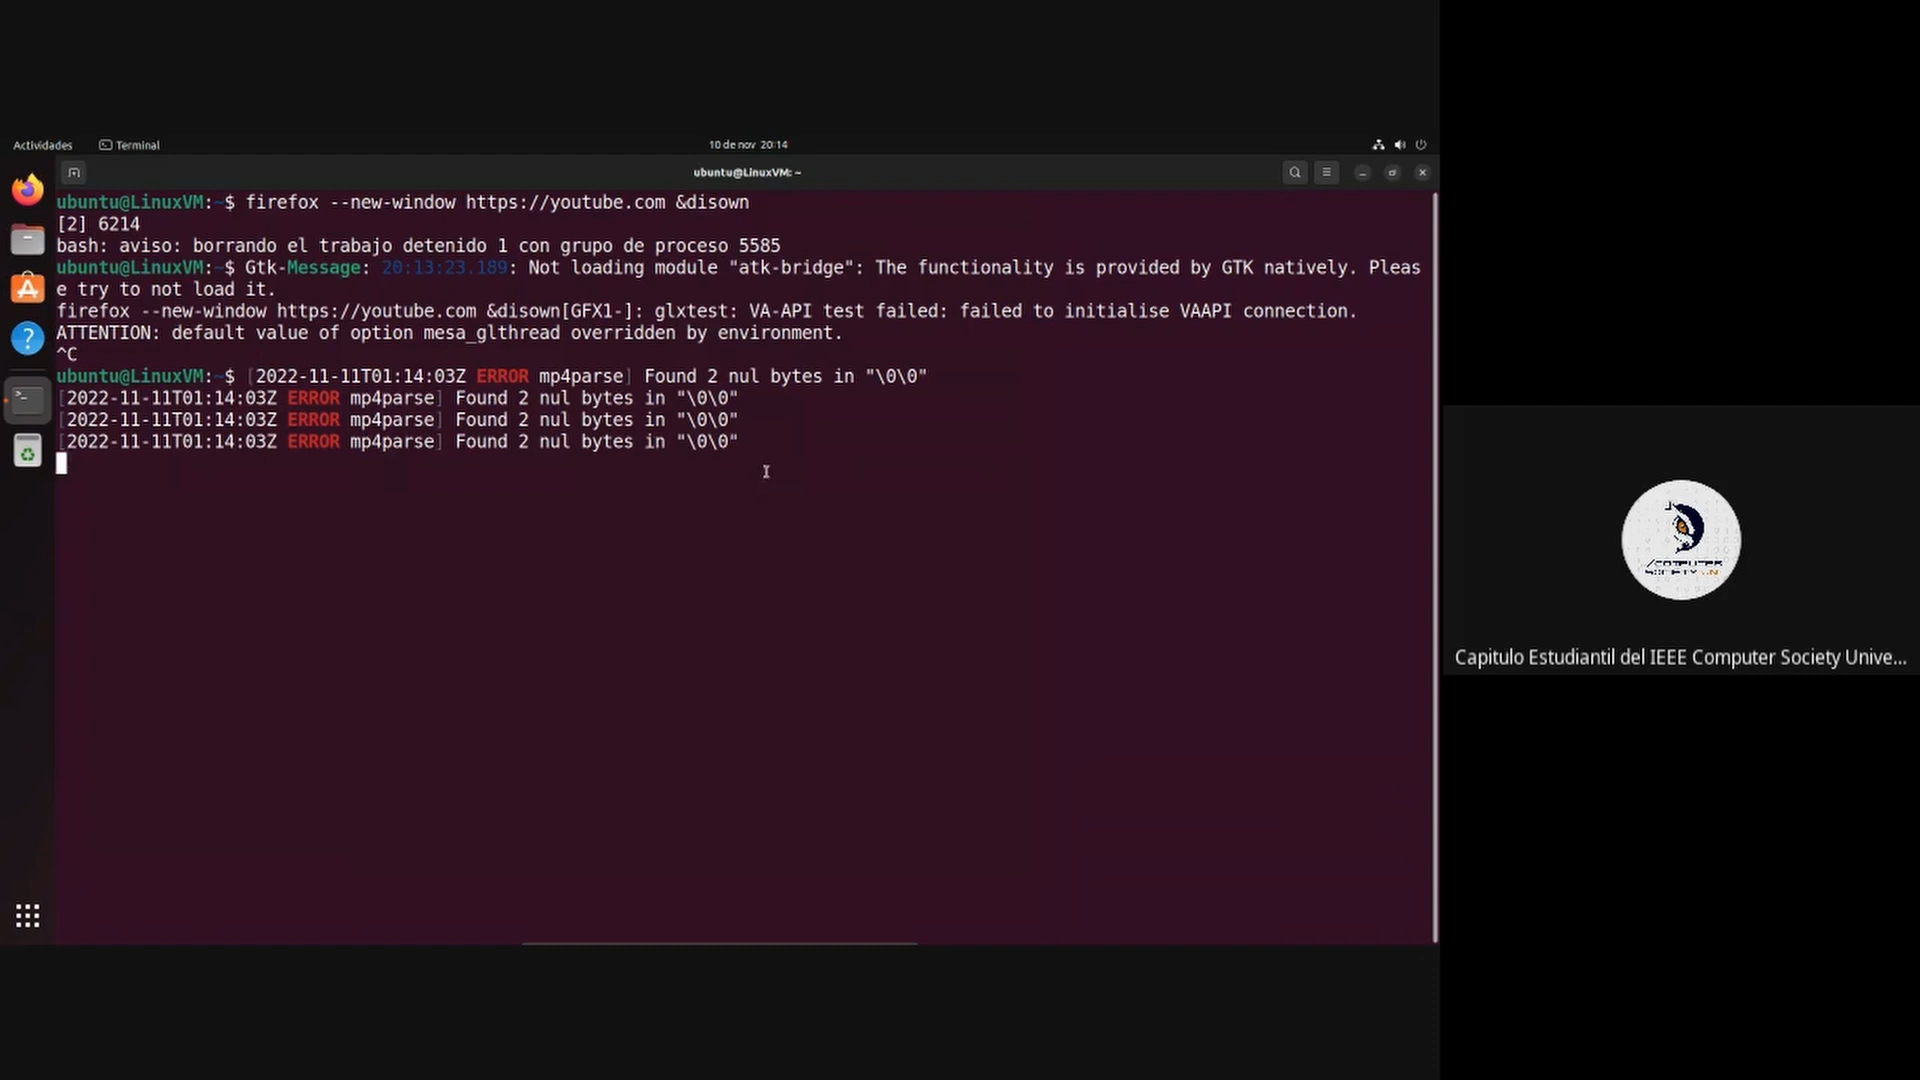 Actividades
Terminal
10 de nov 20:14
ubuntu@LinuxVM: ~
ubuntu@LinuxVM:~$ firefox --new-window https://youtube.com &disown
[2] 6214
bash: aviso: borrando el trabajo detenido 1 con grupo de proceso 5585
ubuntu@LinuxVM:~$ Gtk-Message: 20:13:23.189: Not loading module "atk-bridge": The functionality is provided by GTK natively. Pleas
e try to not load it.
firefox --new-window https://youtube.com &disown[GFX1-]: glxtest: VA-API test failed: failed to initialise VAAPI connection.
ATTENTION: default value of option mesa_glthread overridden by environment.
^C
ubuntu@LinuxVM:~$ [2022-11-11T01:14:03Z ERROR mp4parse] Found 2 nul bytes in "\0\0"
[2022-11-11T01:14:03Z ERROR mp4parse] Found 2 nul bytes in "\0\0"
[2022-11-11T01:14:03Z ERROR mp4parse] Found 2 nul bytes in "\0\0"
[2022-11-11T01:14:03Z ERROR mp4parse] Found 2 nul bytes in "\0\0"
COMPUTER
SOCIETY
Capitulo Estudiantil del IEEE Computer Society Unive...